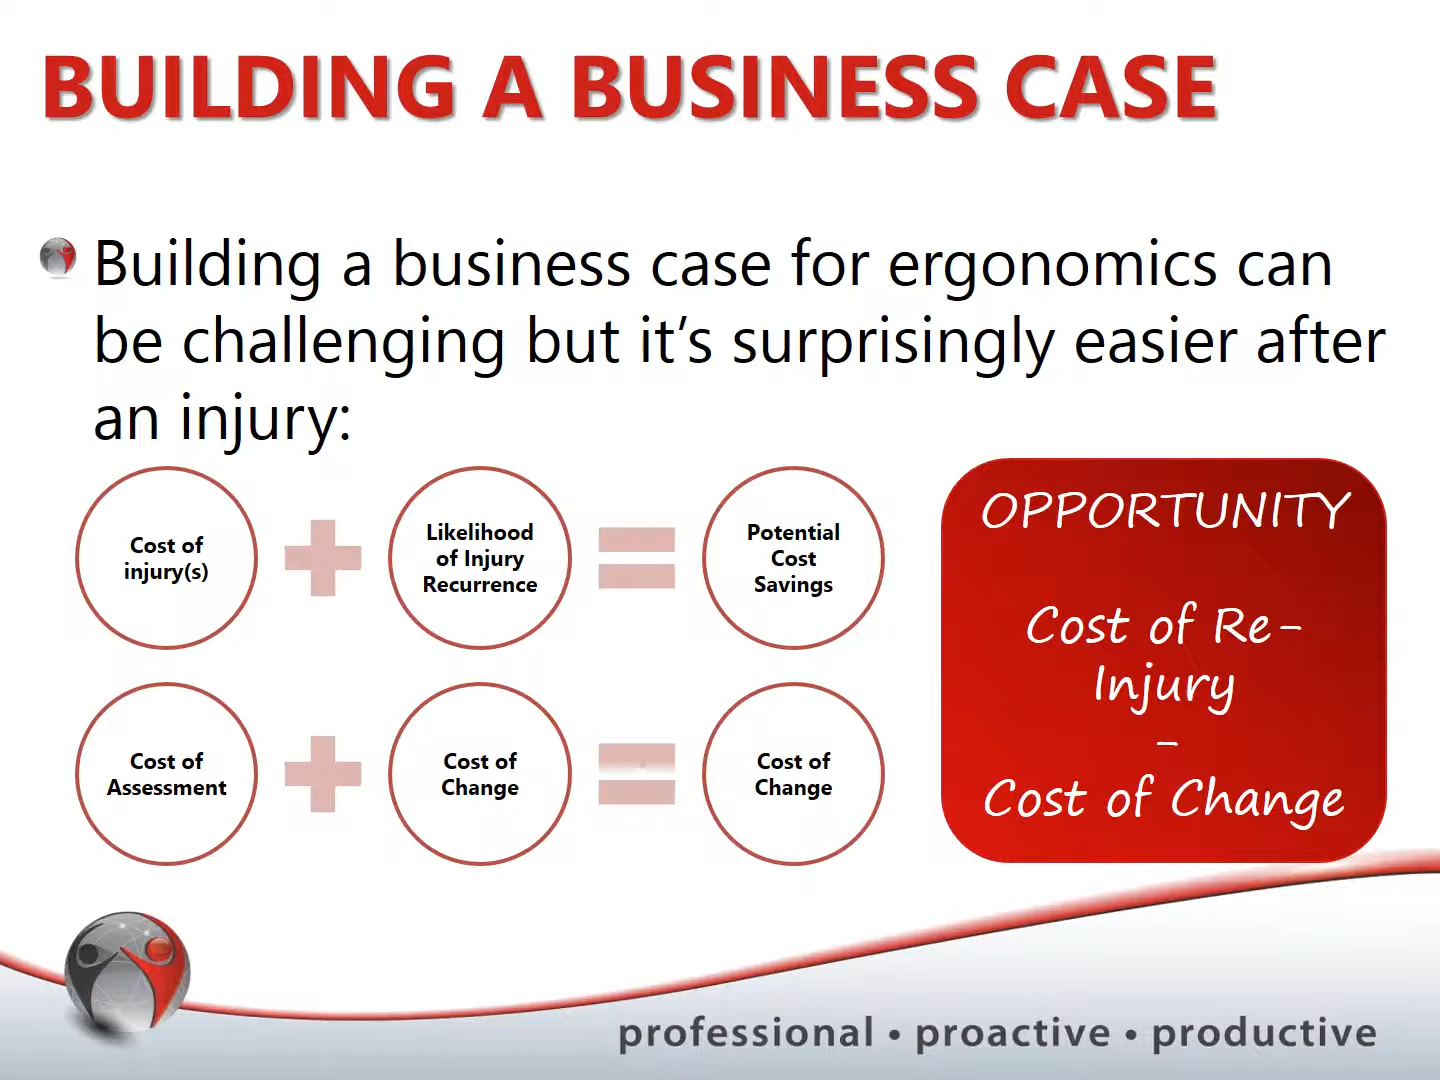 BUILDING A BUSINESS CASE
Building a business case for ergonomics can
be challenging but it’s surprisingly easier after
an injury:
Cost of
injury(s)
Likelihood
of Injury
Recurrence
Potential
Cost
Savings
Cost of
Assessment
Cost of
Change
Cost of
Change
OPPORTUNITY
Cost of Re-
Injury
-
Cost of Change
professional • proactive • productive